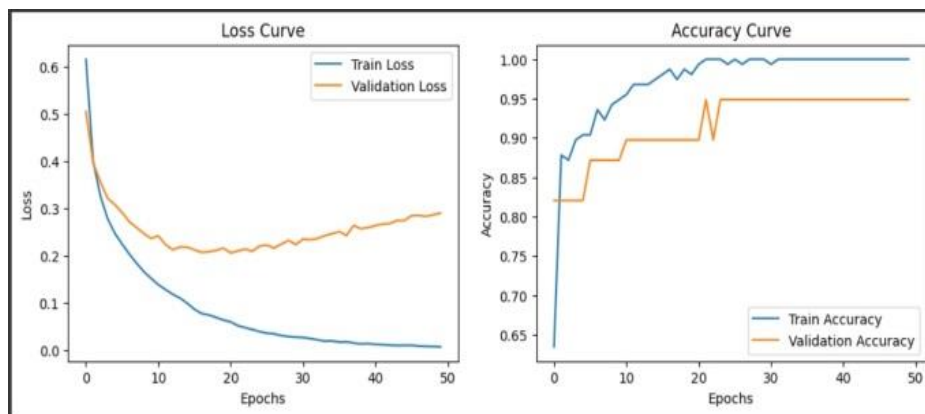 Loss Curve
0.6
0.5
0.4
0.3
0.2
0.1
0.0
Loss
Train Loss
Validation Loss
0 10 20 30 40 50
Epochs
Accuracy Curve
1.00
0.95
0.90
0.85
0.80
0.75
0.70
0.65
Accuracy
Train Accuracy
Validation Accuracy
0 10 20 30 40 50
Epochs